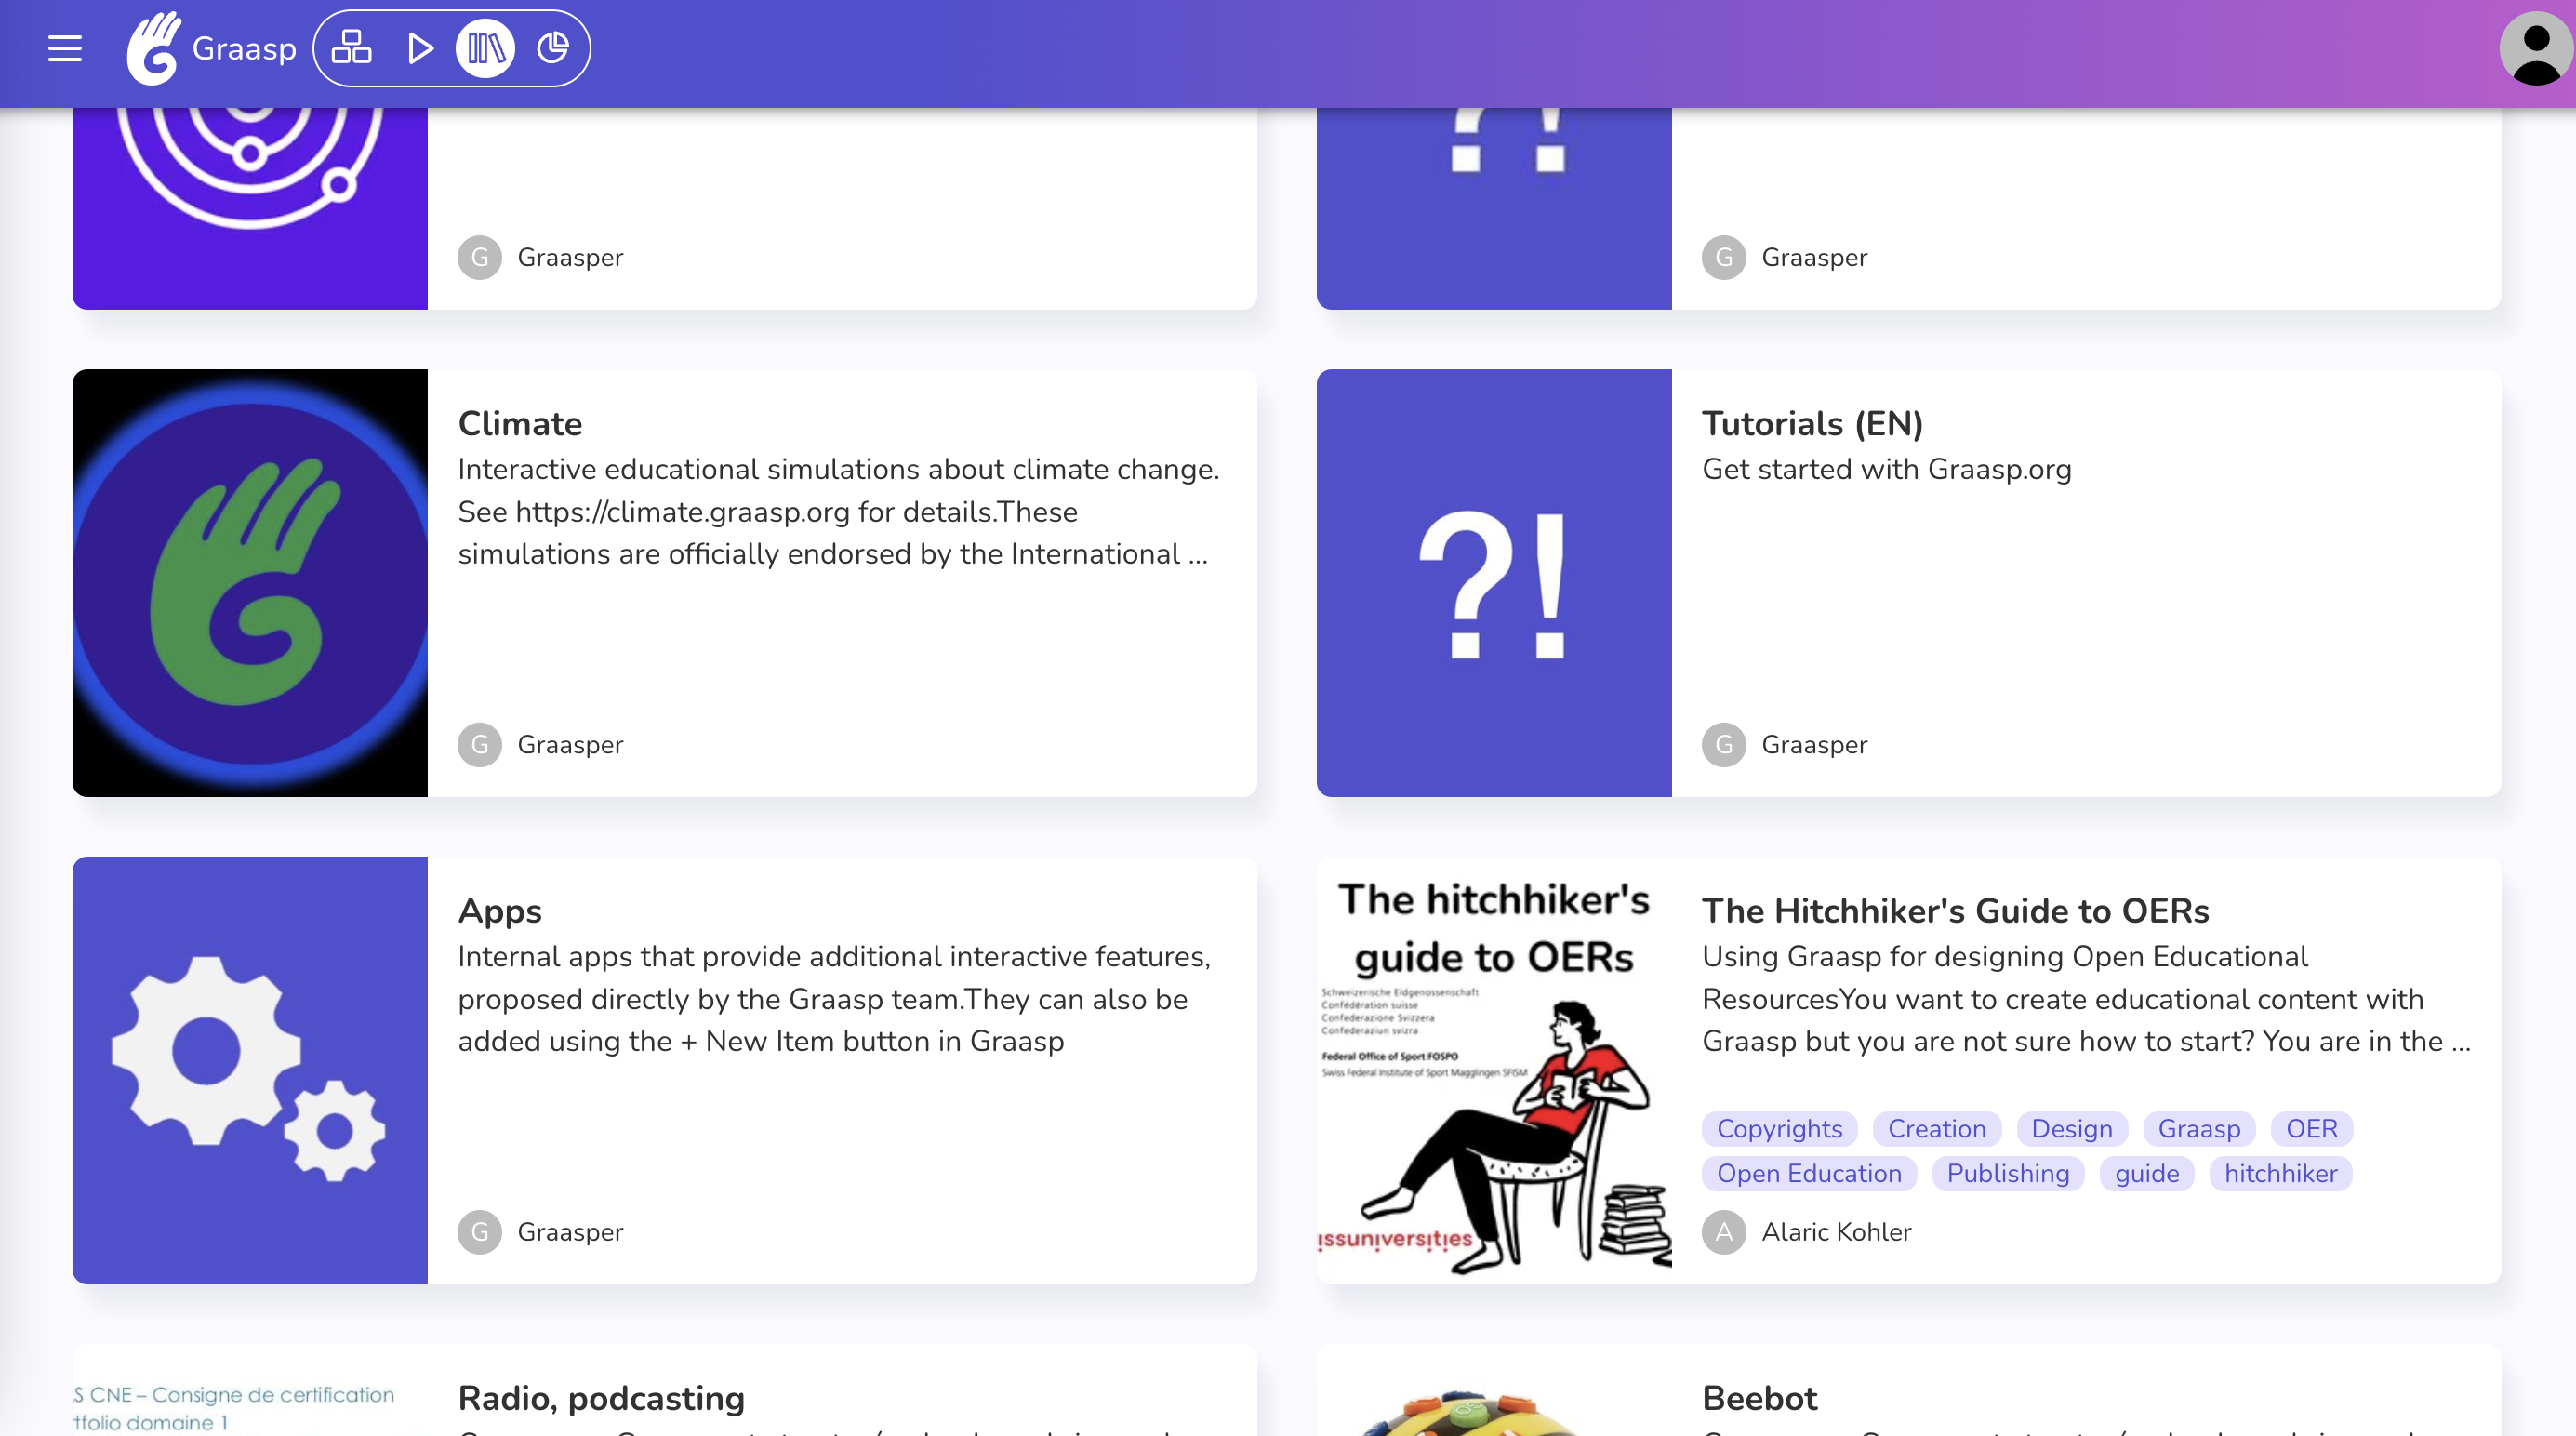 Graasp
G Graasper
G Graasper
Climate
Interactive educational simulations about climate change.
See https://climate.graasp.org for details.These
simulations are officially endorsed by the International ...
G Graasper
?!
Tutorials (EN)
Get started with Graasp.org
G Graasper
Apps
Internal apps that provide additional interactive features,
proposed directly by the Graasp team.They can also be
added using the + New Item button in Graasp
G Graasper
The hitchhiker's
guide to OERs
Schweizerische Eidgenossenschaft
Confédération suisse
Confederazione Svizzera
Confederaziun svizra
Federal Office of Sport FOSPO
Swiss Federal Institute of Sport Magglingen SFISM
issuniversities
The Hitchhiker's Guide to OERs
Using Graasp for designing Open Educational
ResourcesYou want to create educational content with
Graasp but you are not sure how to start? You are in the ...
Copyrights Creation Design Graasp OER
Open Education Publishing guide hitchhiker
A Alaric Kohler
S CNE – Consigne de certification
tfolio domaine 1
Radio, podcasting
Beebot